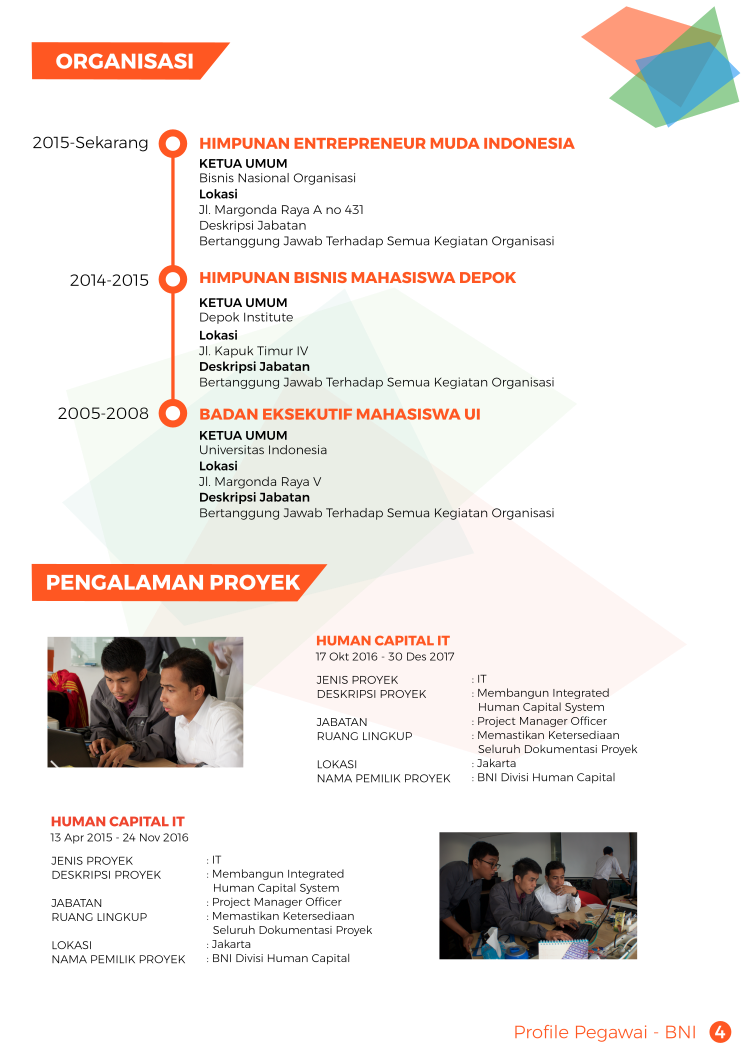 ORGANISASI
2015-Sekarang
HIMPUNAN ENTREPRENEUR MUDA INDONESIA
KETUA UMUM
Bisnis Nasional Organisasi
Lokasi
Jl. Margonda Raya A no 431
Deskripsi Jabatan
Bertanggung Jawab Terhadap Semua Kegiatan Organisasi
2014-2015
HIMPUNAN BISNIS MAHASISWA DEPOK
KETUA UMUM
Depok Institute
Lokasi
Jl. Kapuk Timur IV
Deskripsi Jabatan
Bertanggung Jawab Terhadap Semua Kegiatan Organisasi
2005-2008
BADAN EKSEKUTIF MAHASISWA UI
KETUA UMUM
Universitas Indonesia
Lokasi
Jl. Margonda Raya V
Deskripsi Jabatan
Bertanggung Jawab Terhadap Semua Kegiatan Organisasi
PENGALAMAN PROYEK
HUMAN CAPITAL IT
17 Okt 2016 - 30 Des 2017
JENIS PROYEK : IT
DESKRIPSI PROYEK : Membangun Integrated
Human Capital System
JABATAN : Project Manager Officer
RUANG LINGKUP : Memastikan Ketersediaan
Seluruh Dokumentasi Proyek
LOKASI : Jakarta
NAMA PEMILIK PROYEK : BNI Divisi Human Capital
HUMAN CAPITAL IT
13 Apr 2015 - 24 Nov 2016
JENIS PROYEK : IT
DESKRIPSI PROYEK : Membangun Integrated
Human Capital System
JABATAN : Project Manager Officer
RUANG LINGKUP : Memastikan Ketersediaan
Seluruh Dokumentasi Proyek
LOKASI : Jakarta
NAMA PEMILIK PROYEK : BNI Divisi Human Capital
Profile Pegawai - BNI 4